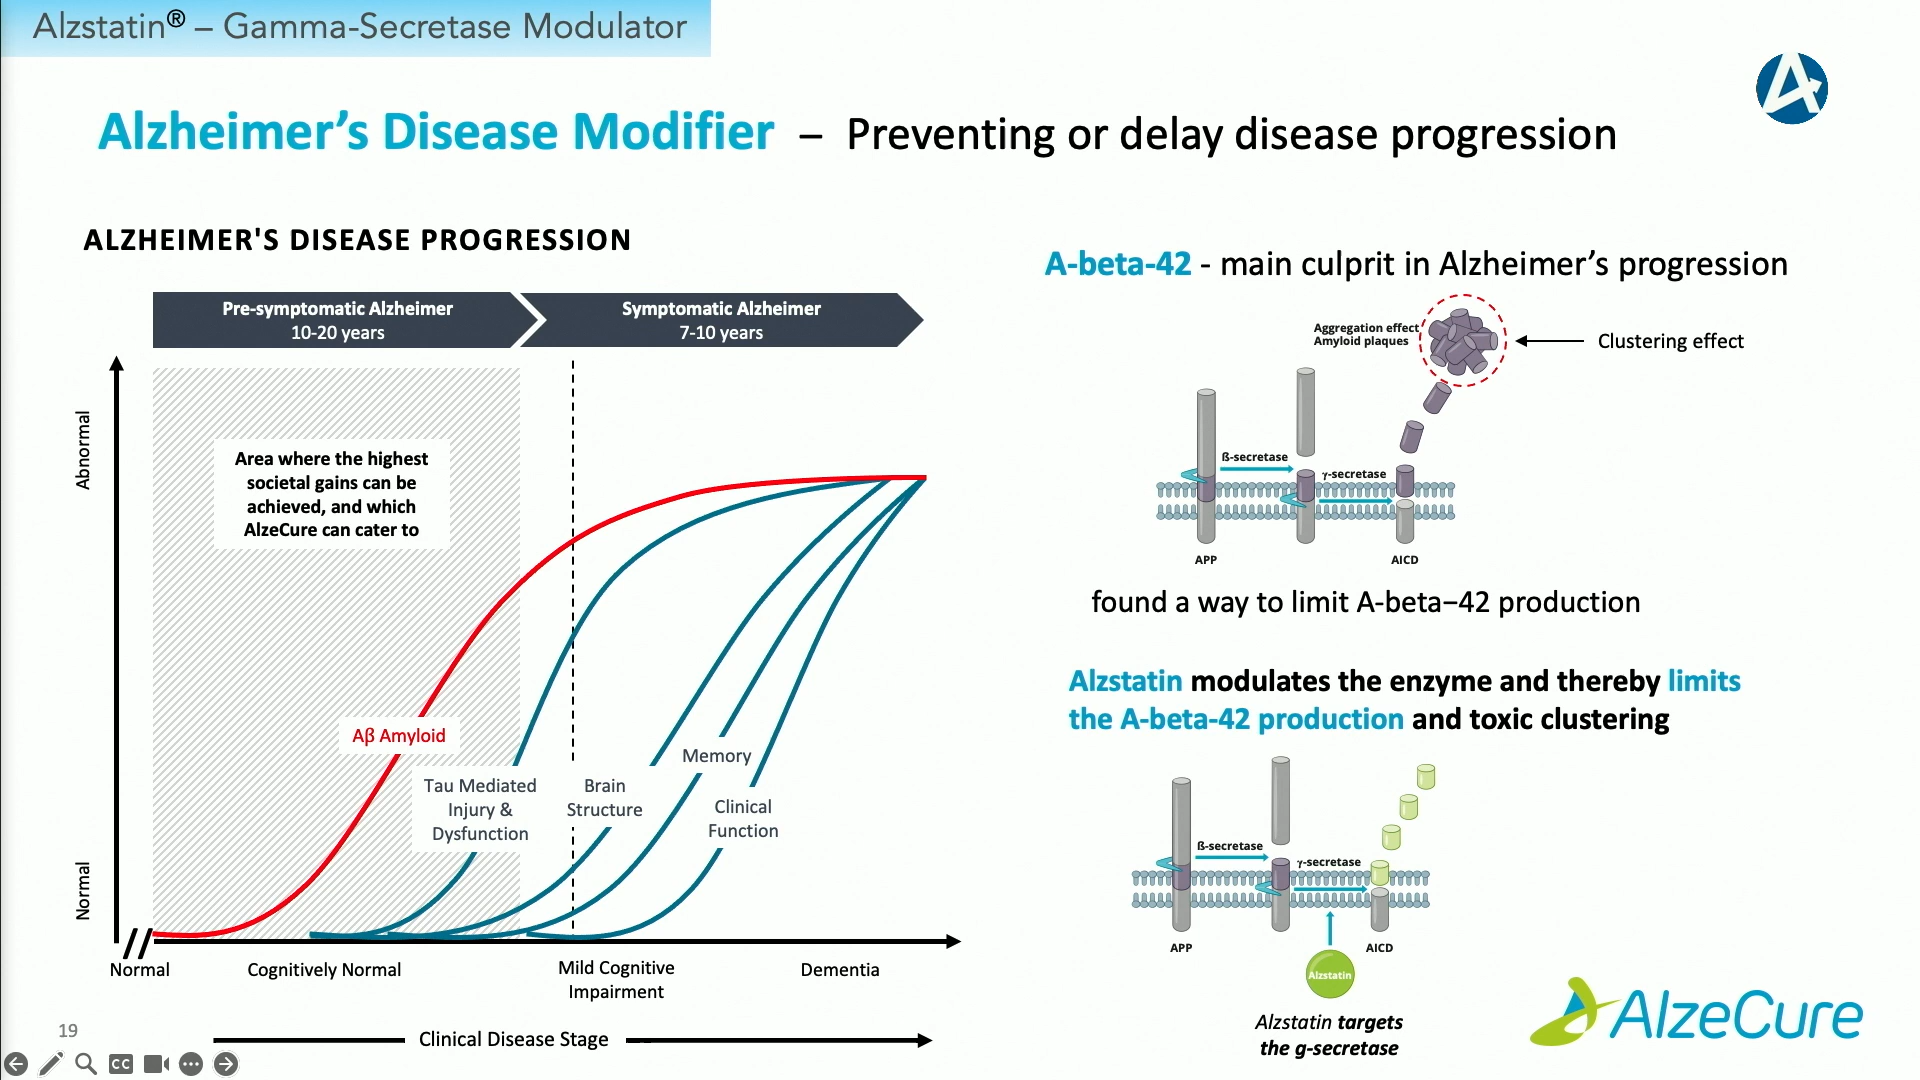 Alzstatin® – Gamma-Secretase Modulator
Alzheimer’s Disease Modifier – Preventing or delay disease progression
ALZHEIMER'S DISEASE PROGRESSION
Pre-symptomatic Alzheimer
10-20 years
Symptomatic Alzheimer
7-10 years
Abnormal
Normal
Area where the highest
societal gains can be
achieved, and which
AlzeCure can cater to
Aβ Amyloid
Tau Mediated
Injury &
Dysfunction
Brain
Structure
Memory
Clinical
Function
Normal
Cognitively Normal
Mild Cognitive
Impairment
Dementia
Clinical Disease Stage
A-beta-42 - main culprit in Alzheimer’s progression
Aggregation effect
Amyloid plaques
Clustering effect
ß-secretase
γ-secretase
APP
AICD
found a way to limit A-beta–42 production
Alzstatin modulates the enzyme and thereby limits
the A-beta-42 production and toxic clustering
ß-secretase
γ-secretase
APP
AICD
Alzstatin
Alzstatin targets
the g-secretase
AlzeCure
19
CC